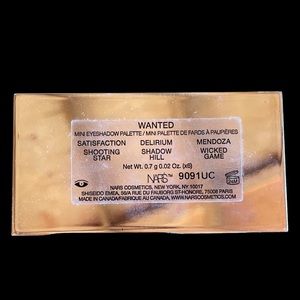 WANTED
MINI EYESHADOW PALETTE / MINI PALETTE DE FARDS À PAUPIÈRES
SATISFACTION DELIRIUM MENDOZA
SHOOTING STAR SHADOW HILL WICKED GAME
Net Wt. 0.7 g 0.02 Oz. (x6)
NARS™ 9091UC
NARS COSMETICS, NEW YORK, NY. 10017
SHISEIDO EMEA, 56/A RUE DU FAUBOURG ST-HONORE, 75008 PARIS
MADE IN CANADA/FABRIQUÉ AU CANADA, WWW.NARSCOSMETICS.COM